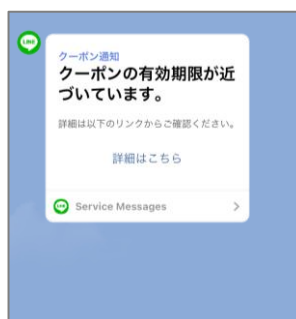 LINE
クーポン通知
クーポンの有効期限が近
づいています。
詳細は以下のリンクからご確認ください。
詳細はこちら
LINE Service Messages